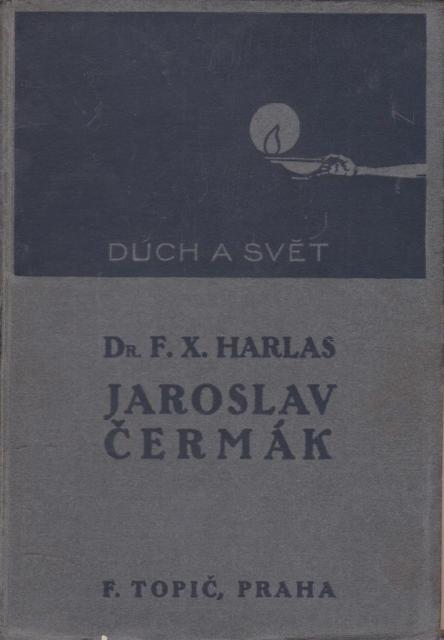 DUCH A SVĚT
DR. F. X. HARLAS
JAROSLAV
ČERMÁK
F. TOPIČ, PRAHA